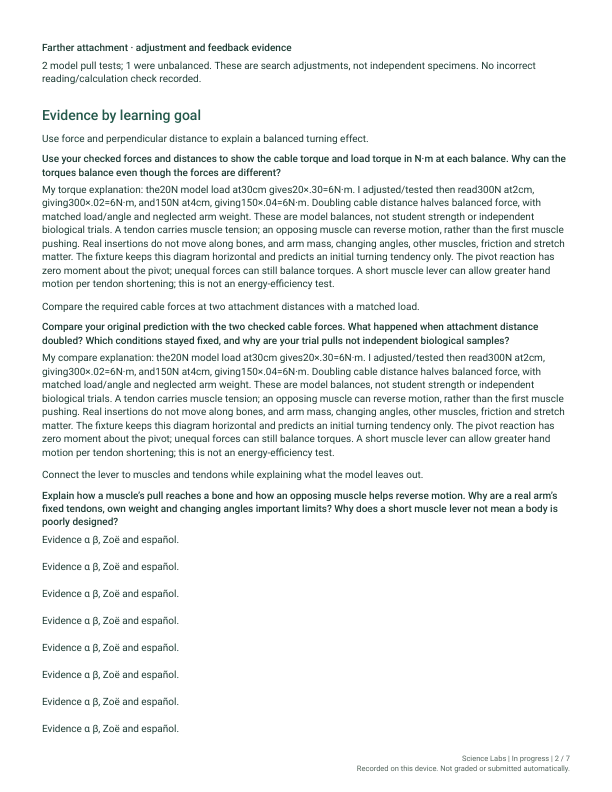 Farther attachment · adjustment and feedback evidence
2 model pull tests; 1 were unbalanced. These are search adjustments, not independent specimens. No incorrect
reading/calculation check recorded.
Evidence by learning goal
Use force and perpendicular distance to explain a balanced turning effect.
Use your checked forces and distances to show the cable torque and load torque in N·m at each balance. Why can the
torques balance even though the forces are different?
My torque explanation: the20N model load at30cm gives20×.30=6N·m. I adjusted/tested then read300N at2cm,
giving300×.02=6N·m, and150N at4cm, giving150×.04=6N·m. Doubling cable distance halves balanced force, with
matched load/angle and neglected arm weight. These are model balances, not student strength or independent
biological trials. A tendon carries muscle tension; an opposing muscle can reverse motion, rather than the first muscle
pushing. Real insertions do not move along bones, and arm mass, changing angles, other muscles, friction and stretch
matter. The fixture keeps this diagram horizontal and predicts an initial turning tendency only. The pivot reaction has
zero moment about the pivot; unequal forces can still balance torques. A short muscle lever can allow greater hand
motion per tendon shortening; this is not an energy-efficiency test.
Compare the required cable forces at two attachment distances with a matched load.
Compare your original prediction with the two checked cable forces. What happened when attachment distance
doubled? Which conditions stayed fixed, and why are your trial pulls not independent biological samples?
My compare explanation: the20N model load at30cm gives20×.30=6N·m. I adjusted/tested then read300N at2cm,
giving300×.02=6N·m, and150N at4cm, giving150×.04=6N·m. Doubling cable distance halves balanced force, with
matched load/angle and neglected arm weight. These are model balances, not student strength or independent
biological trials. A tendon carries muscle tension; an opposing muscle can reverse motion, rather than the first muscle
pushing. Real insertions do not move along bones, and arm mass, changing angles, other muscles, friction and stretch
matter. The fixture keeps this diagram horizontal and predicts an initial turning tendency only. The pivot reaction has
zero moment about the pivot; unequal forces can still balance torques. A short muscle lever can allow greater hand
motion per tendon shortening; this is not an energy-efficiency test.
Connect the lever to muscles and tendons while explaining what the model leaves out.
Explain how a muscle's pull reaches a bone and how an opposing muscle helps reverse motion. Why are a real arm's
fixed tendons, own weight and changing angles important limits? Why does a short muscle lever not mean a body is
poorly designed?
Evidence α β, Zoë and español.
Evidence α β, Zoë and español.
Evidence α β, Zoë and español.
Evidence α β, Zoë and español.
Evidence α β, Zoë and español.
Evidence α β, Zoë and español.
Evidence α β, Zoë and español.
Evidence α β, Zoë and español.
Science Labs | In progress | 2 / 7
Recorded on this device. Not graded or submitted automatically.